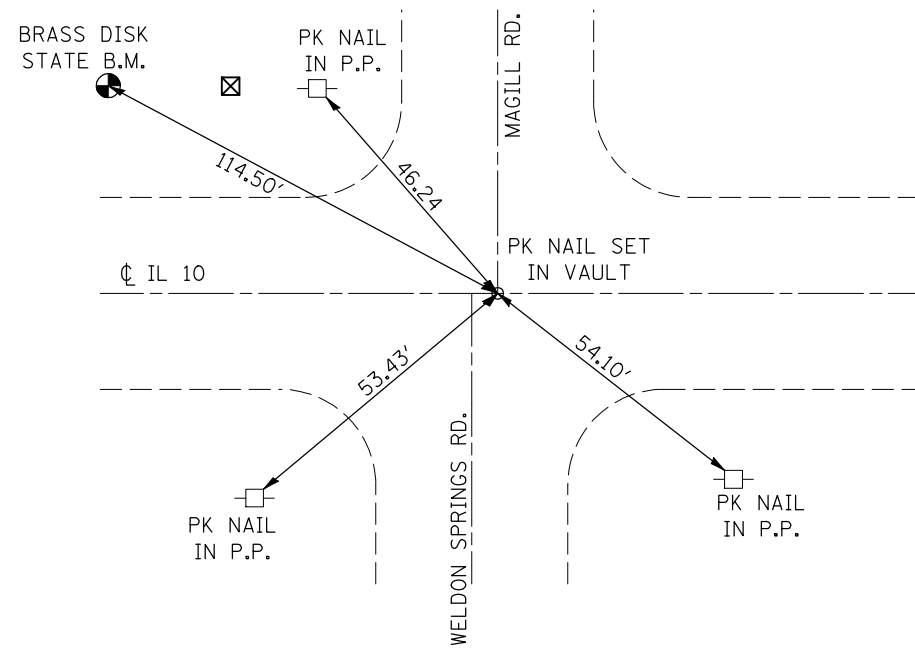 BRASS DISK
STATE B.M.
PK NAIL
IN P.P.
MAGILL RD.
114.50'
46.24
PK NAIL SET
IN VAULT
℄ IL 10
53.43'
54.10'
WELDON SPRINGS RD.
PK NAIL
IN P.P.
PK NAIL
IN P.P.